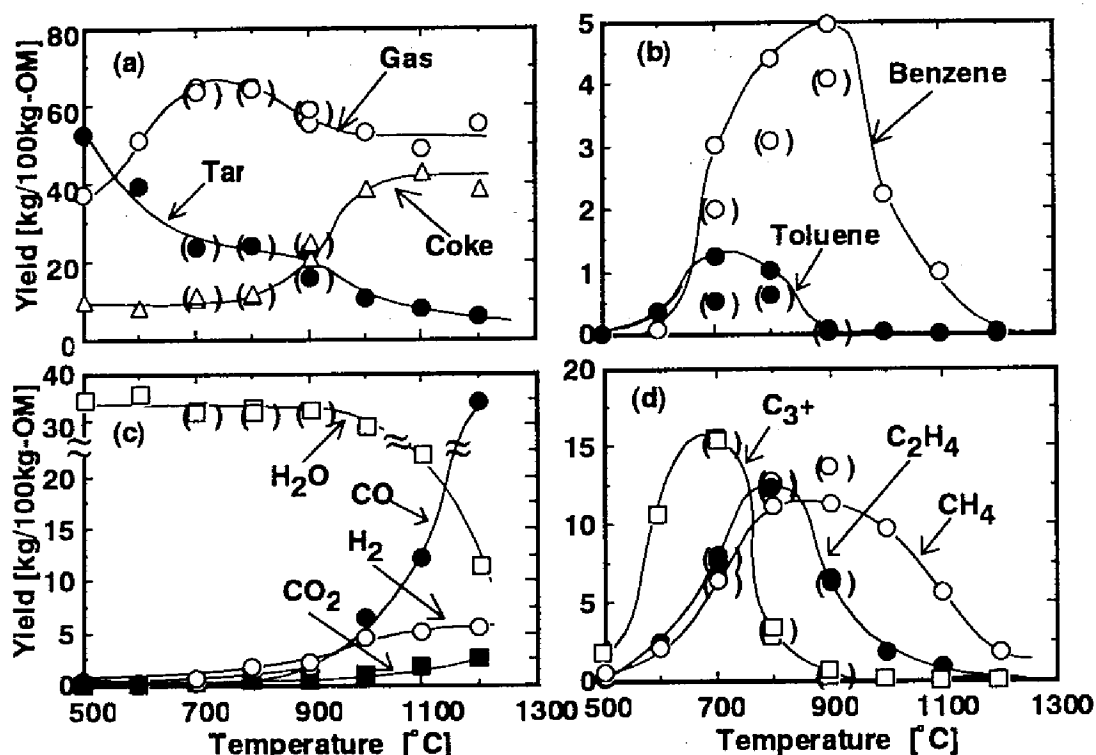 (a)
Yield [kg/100kg-OM]
80
60
40
20
0
Gas
Tar
Coke
(b)
5
4
3
2
1
0
Benzene
Toluene
(c)
Yield [kg/100kg-OM]
40
30
20
15
10
5
0
H₂O
CO
H₂
CO₂
500 700 900 1100 1300
Temperature [°C]
(d)
20
15
10
5
0
C₃⁺
C₂H₄
CH₄
500 700 900 1100 1300
Temperature [°C]